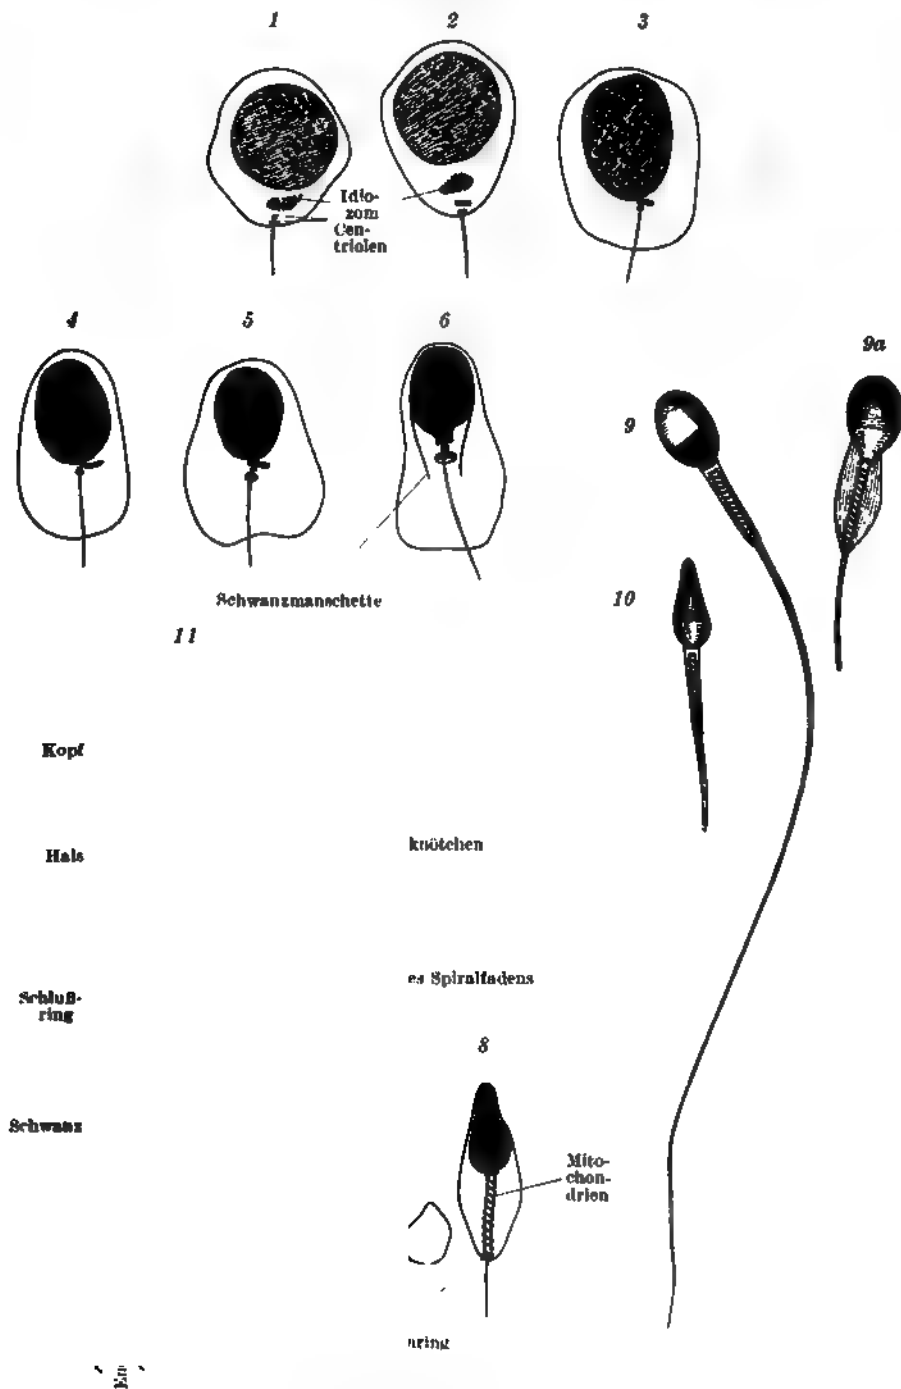 1
2
3
Idio-
zom
Cen-
triolen
4
5
6
9a
9
Schwanzmanschette
10
11
Kopf
Hals
knötchen
es Spiralfadens
Schluß-
ring
8
Schwanz
Mito-
chon-
drien
ring